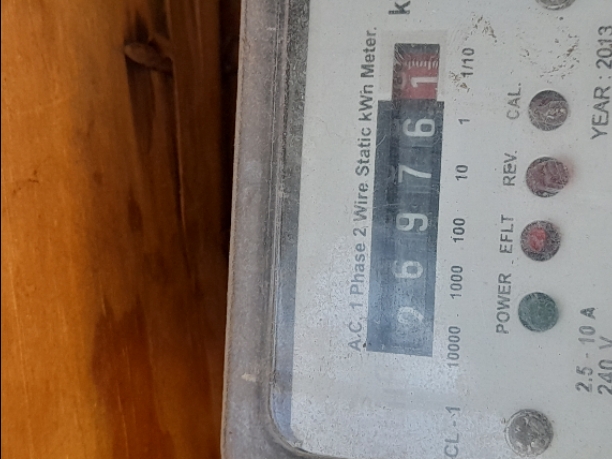 A.C. 1 Phase 2 Wire Static kWh Meter.
k
0 6 9 7 6 1
CL - 1 10000 1000 100 10 1 1/10
POWER EFLT REV. CAL.
2.5 - 10 A
240 V
YEAR : 2013